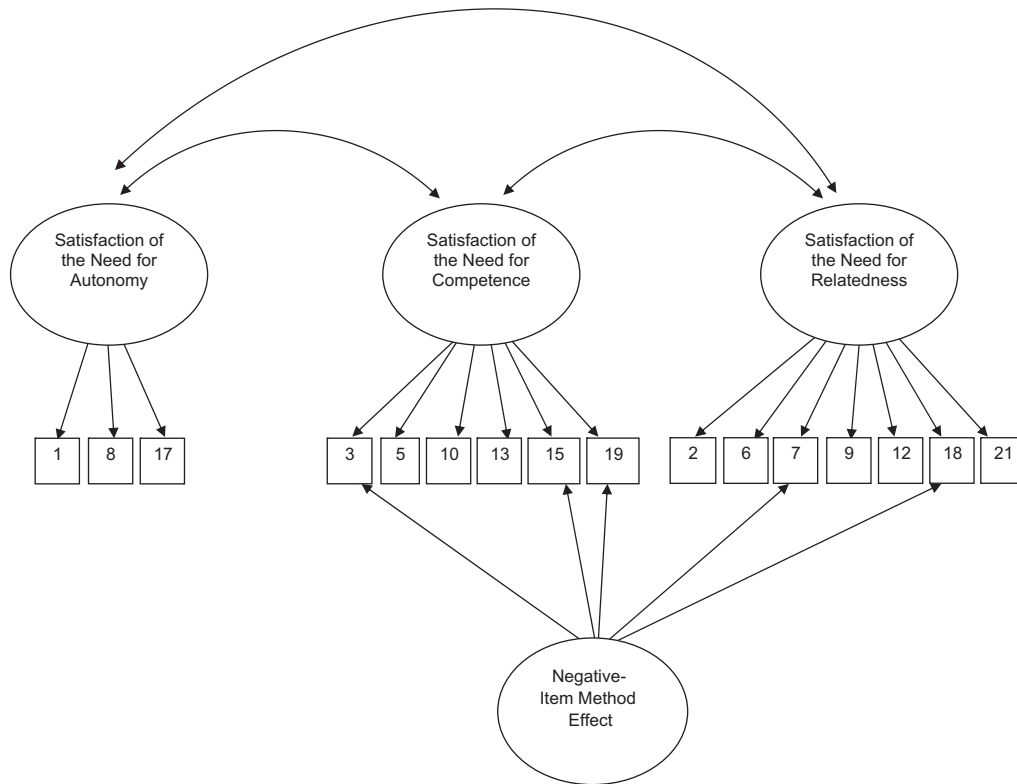 Satisfaction of
the Need for
Autonomy
Satisfaction of
the Need for
Competence
Satisfaction of
the Need for
Relatedness
1 8 17
3 5 10 13 15 19
2 6 7 9 12 18 21
Negative-
Item Method
Effect